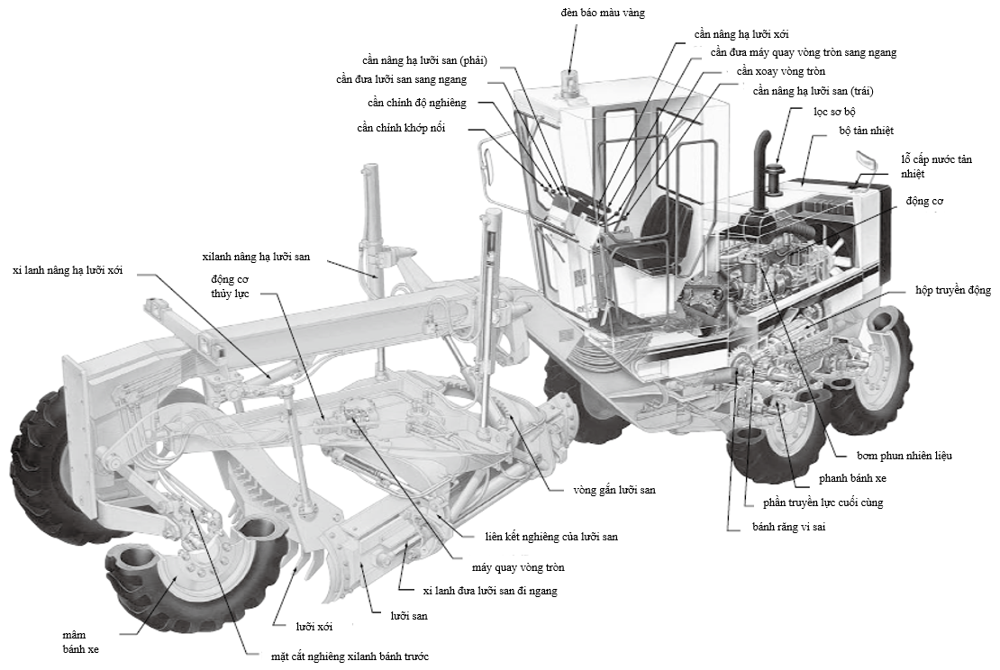 đèn báo màu vàng
cần nâng hạ lưỡi xới
cần đưa máy quay vòng tròn sang ngang
cần xoay vòng tròn
cần nâng hạ lưỡi san (trái)
cần nâng hạ lưỡi san (phải)
cần đưa lưỡi san sang ngang
cần chỉnh độ nghiêng
cần chỉnh khớp nối
lọc sơ bộ
bộ tản nhiệt
lỗ cấp nước tản
nhiệt
động cơ
xi lanh nâng hạ lưỡi xới
xilanh nâng hạ lưỡi san
động cơ
thủy lực
hộp truyền động
bơm phun nhiên liệu
phanh bánh xe
phần truyền lực cuối cùng
bánh răng vi sai
vòng gắn lưỡi san
liên kết nghiêng của lưỡi san
máy quay vòng tròn
xi lanh đưa lưỡi san đi ngang
lưỡi san
lưỡi xới
mâm
bánh xe
mặt cắt nghiêng xilanh bánh trước